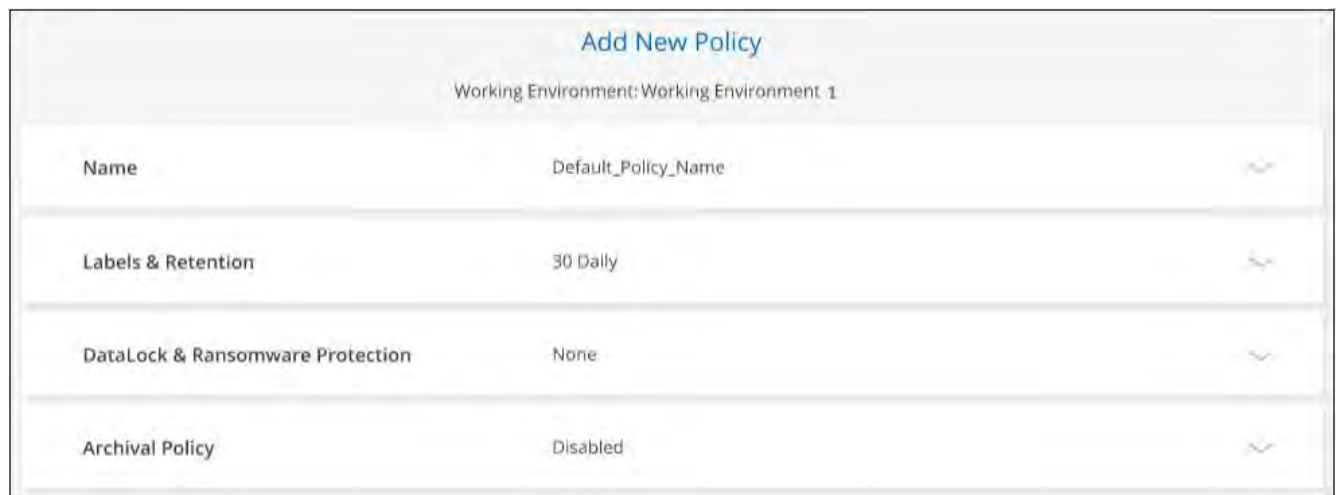 Add New Policy
Working Environment: Working Environment 1
Name Default_Policy_Name
Labels & Retention 30 Daily
DataLock & Ransomware Protection None
Archival Policy Disabled